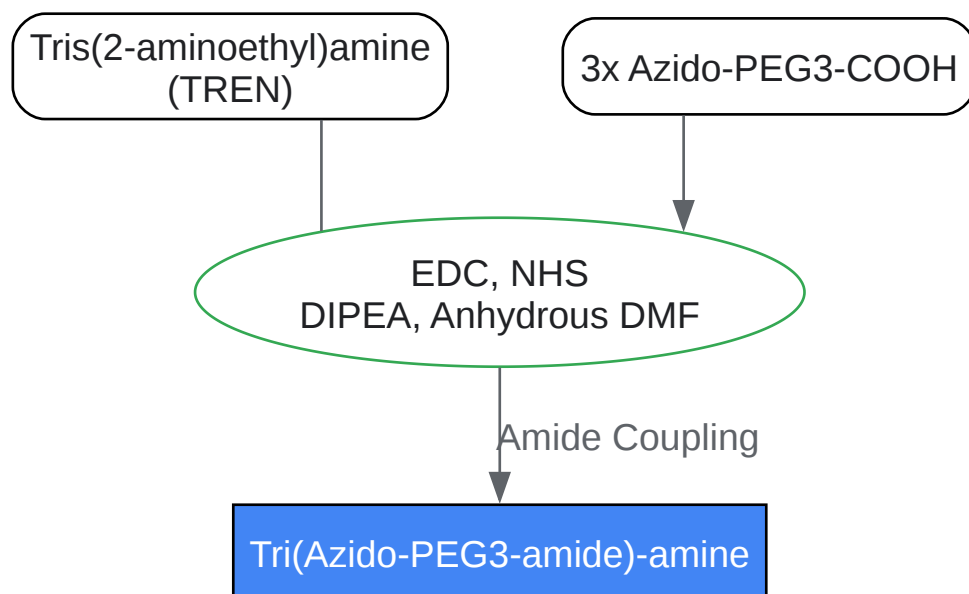 Tris(2-aminoethyl)amine
(TREN)
3x Azido-PEG3-COOH
EDC, NHS
DIPEA, Anhydrous DMF
Amide Coupling
Tri(Azido-PEG3-amide)-amine